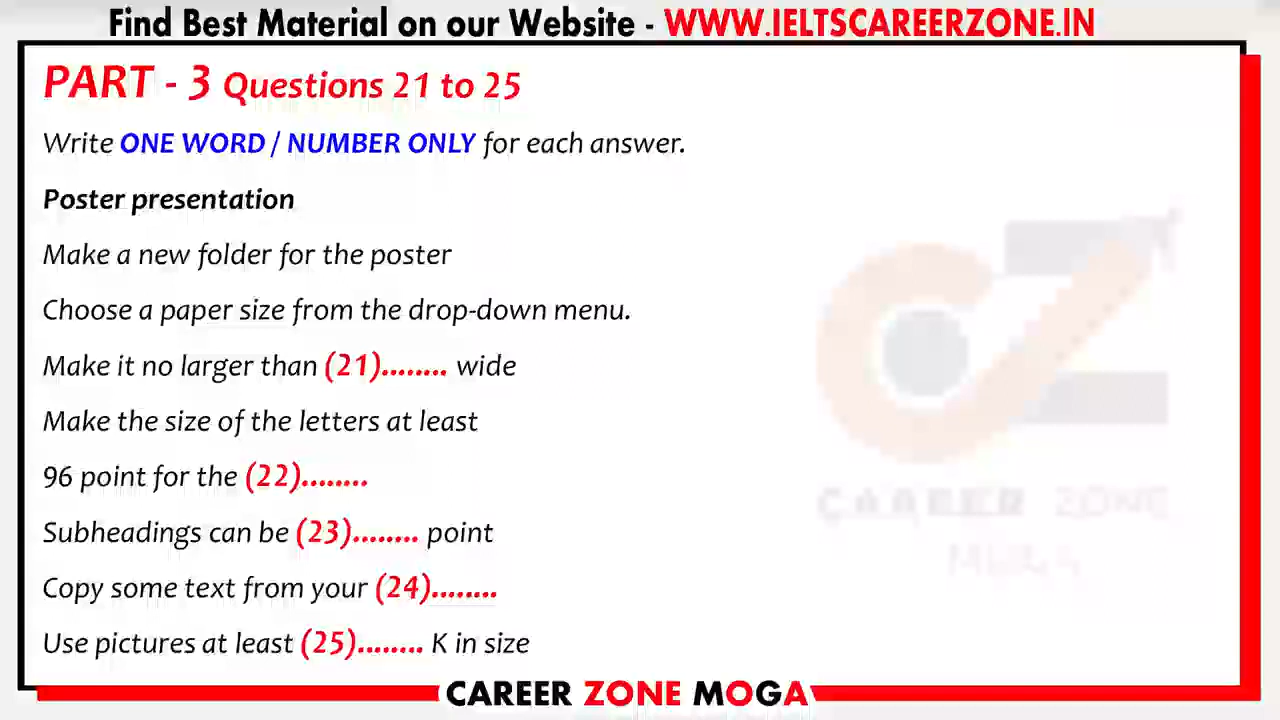 Find Best Material on our Website - WWW.IELTSCAREERZONE.IN
PART - 3 Questions 21 to 25
Write ONE WORD / NUMBER ONLY for each answer.
Poster presentation
Make a new folder for the poster
Choose a paper size from the drop-down menu.
Make it no larger than (21)........ wide
Make the size of the letters at least
96 point for the (22)........
Subheadings can be (23)........ point
Copy some text from your (24)........
Use pictures at least (25)........ K in size
CAREER ZONE
MOGA
CAREER ZONE MOGA